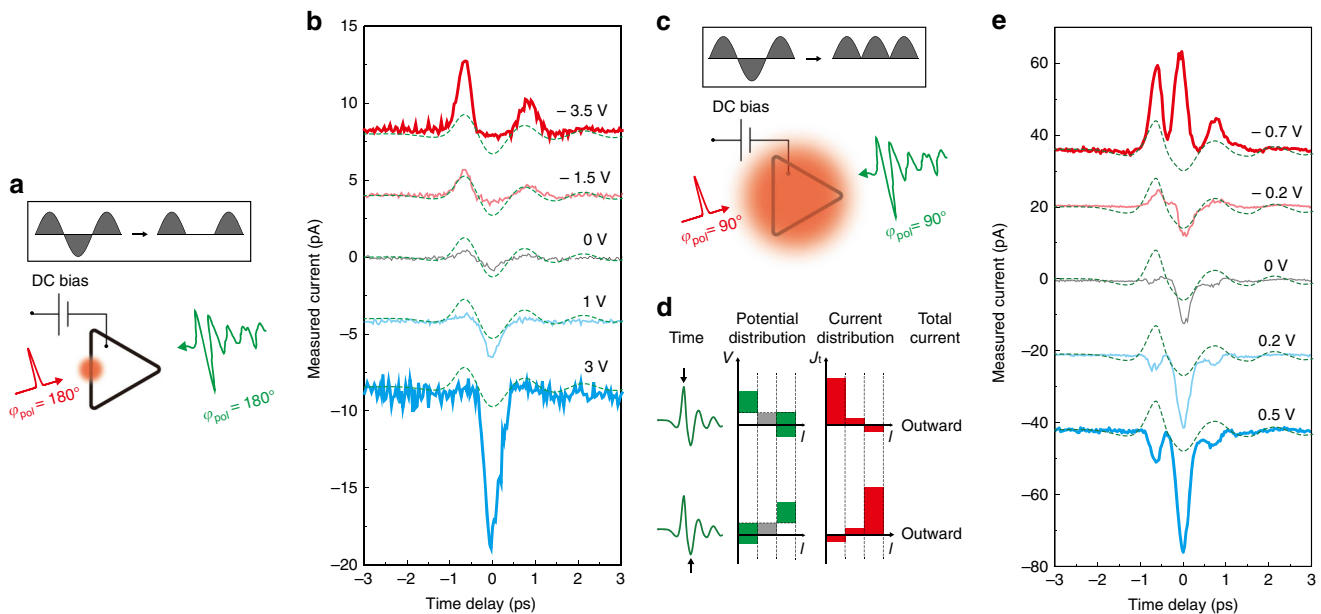 a
DC bias
φpol = 180°
φpol = 180°
b
Measured current (pA)
15
10
5
0
−5
−10
−15
−20
− 3.5 V
− 1.5 V
0 V
1 V
3 V
−3
−2
−1
0
1
2
3
Time delay (ps)
c
DC bias
φpol = 90°
φpol = 90°
d
Time
Potential distribution
Current distribution
Total current
V
Jt
l
l
Outward
l
l
Outward
e
Measured current (pA)
60
40
20
0
−20
−40
−60
−80
− 0.7 V
− 0.2 V
0 V
0.2 V
0.5 V
−3
−2
−1
0
1
2
3
Time delay (ps)